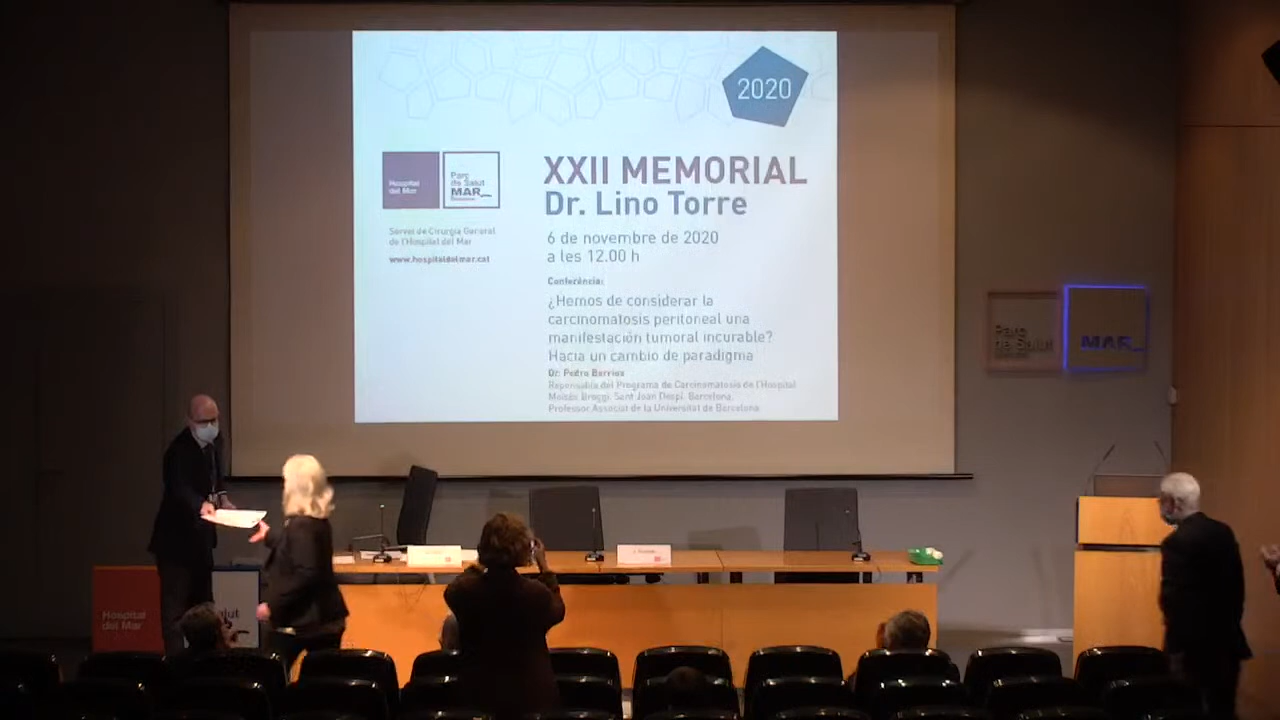 2020
XXII MEMORIAL
Dr. Lino Torre
Hospital
del Mar
Parc
de Salut
MAR
Barcelona
Servei de Cirurgia General
de l'Hospital del Mar
www.hospitaldelmar.cat
6 de novembre de 2020
a les 12.00 h
Conferència:
¿Hemos de considerar la
carcinomatosis peritoneal una
manifestación tumoral incurable?
Hacia un cambio de paradigma
Dr. Pedro Barrios
Reponsable del Programa de Carcinomatosis de l'Hospital
Moisès Broggi. Sant Joan Despí. Barcelona.
Professor Associat de la Universitat de Barcelona
Parc
de Salut
MAR
Hospital
del Mar
alut